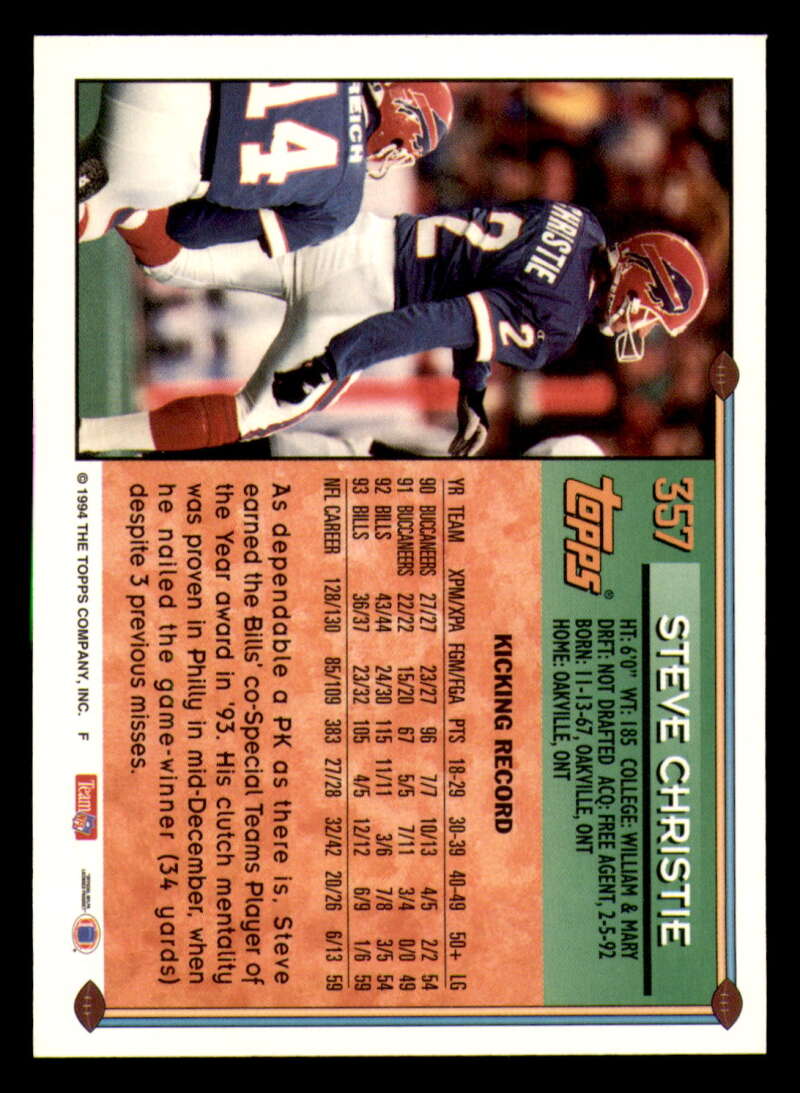 357
STEVE CHRISTIE
TOPPS®
HT: 6'0" WT: 185 COLLEGE: WILLIAM & MARY
DRFT: NOT DRAFTED ACQ: FREE AGENT, 2-5-92
BORN: 11-13-67, OAKVILLE, ONT
HOME: OAKVILLE, ONT
KICKING RECORD
YR TEAM XPM/XPA FGM/FGA PTS 18-29 30-39 40-49 50+ LG
90 BUCCANEERS 27/27 23/27 96 7/7 10/13 4/5 2/2 54
91 BUCCANEERS 22/22 15/20 67 5/5 7/11 3/4 0/0 49
92 BILLS 43/44 24/30 115 11/11 3/6 7/8 3/5 54
93 BILLS 36/37 23/32 105 4/5 12/12 6/9 1/6 59
NFL CAREER 128/130 85/109 383 27/28 32/42 20/26 6/13 59
As dependable a PK as there is, Steve
earned the Bills' co-Special Teams Player of
the Year award in '93. His clutch mentality
was proven in Philly in mid-December, when
he nailed the game-winner (34 yards)
despite 3 previous misses.
© 1994 THE TOPPS COMPANY, INC. F
Team
REICH
14
CHRISTIE
2
2